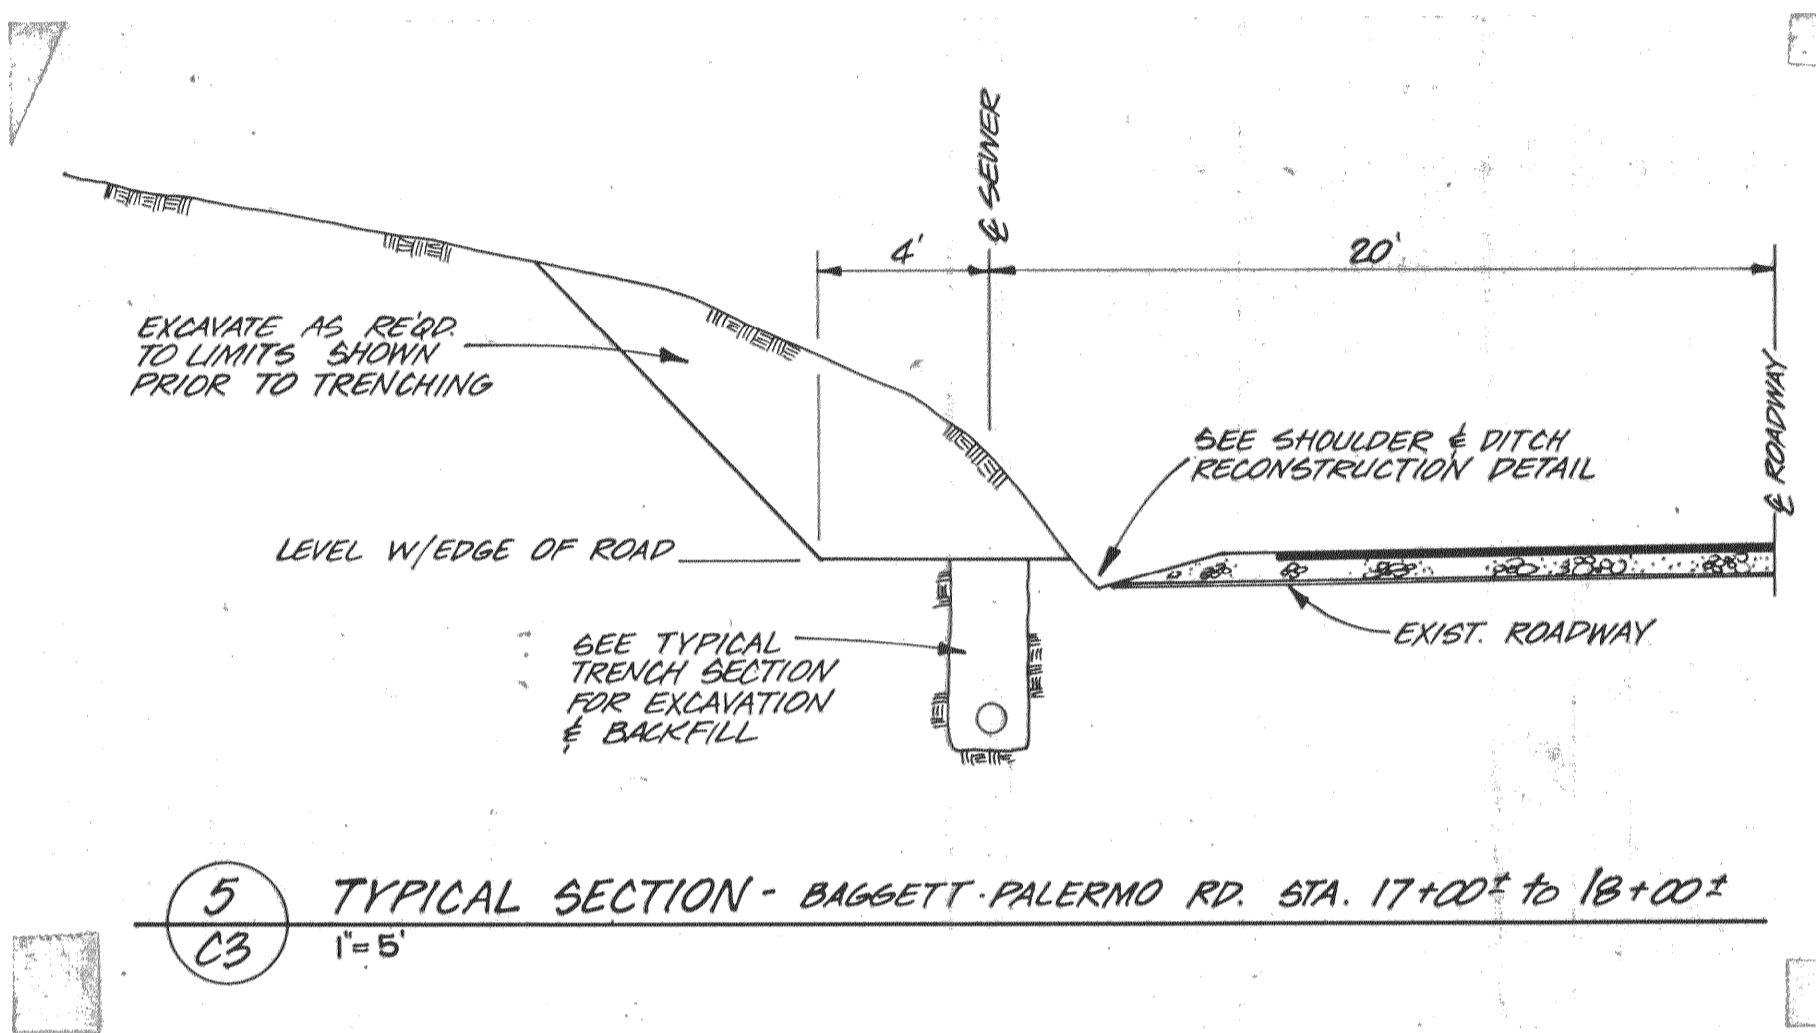 ℄ SEWER
4'
20'
EXCAVATE AS REQ'D.
TO LIMITS SHOWN
PRIOR TO TRENCHING
℄ ROADWAY
SEE SHOULDER & DITCH
RECONSTRUCTION DETAIL
LEVEL W/EDGE OF ROAD
EXIST. ROADWAY
SEE TYPICAL
TRENCH SECTION
FOR EXCAVATION
& BACKFILL
5
C3
TYPICAL SECTION - BAGGETT-PALERMO RD. STA. 17+00± to 18+00±
1"=5'